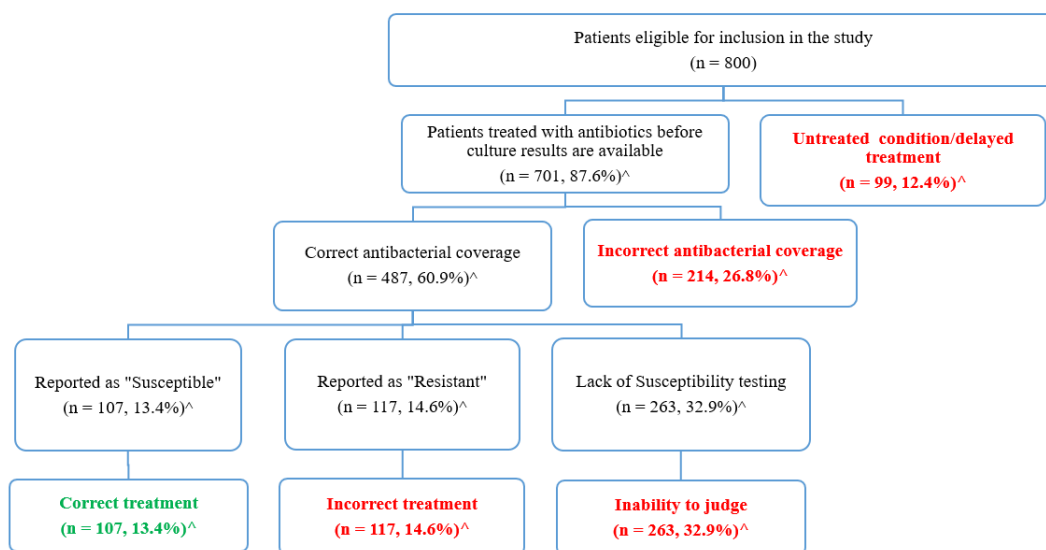 Patients eligible for inclusion in the study
(n = 800)
Patients treated with antibiotics before
culture results are available
(n = 701, 87.6%)^
Untreated condition/delayed
treatment
(n = 99, 12.4%)^
Correct antibacterial coverage
(n = 487, 60.9%)^
Incorrect antibacterial coverage
(n = 214, 26.8%)^
Reported as "Susceptible"
(n = 107, 13.4%)^
Reported as "Resistant"
(n = 117, 14.6%)^
Lack of Susceptibility testing
(n = 263, 32.9%)^
Correct treatment
(n = 107, 13.4%)^
Incorrect treatment
(n = 117, 14.6%)^
Inability to judge
(n = 263, 32.9%)^